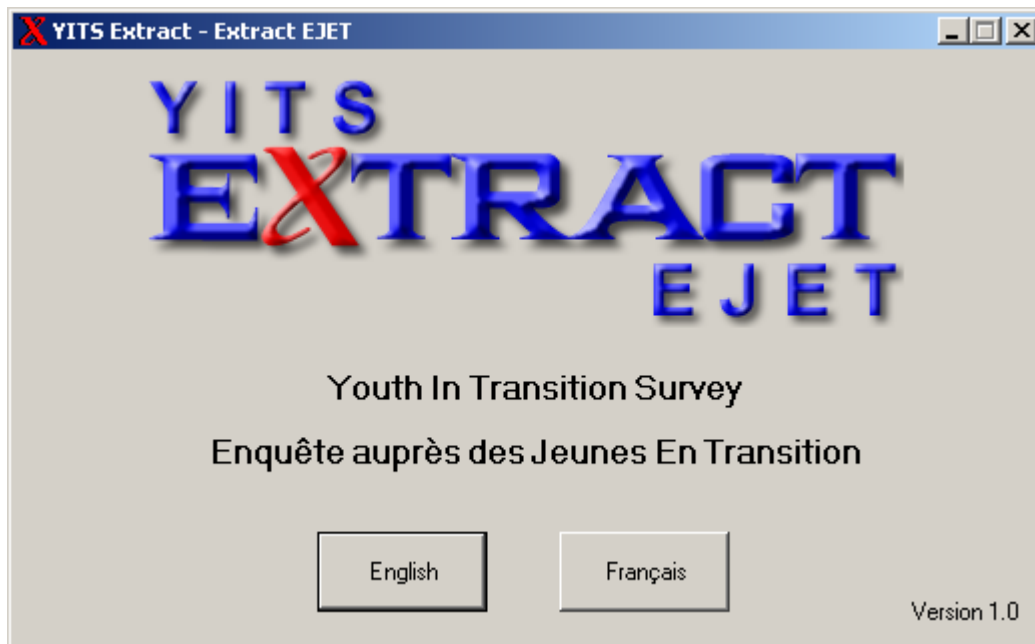 YITS Extract - Extract EJET
YITS
EXTRACT
EJET
Youth In Transition Survey
Enquête auprès des Jeunes En Transition
English
Français
Version 1.0